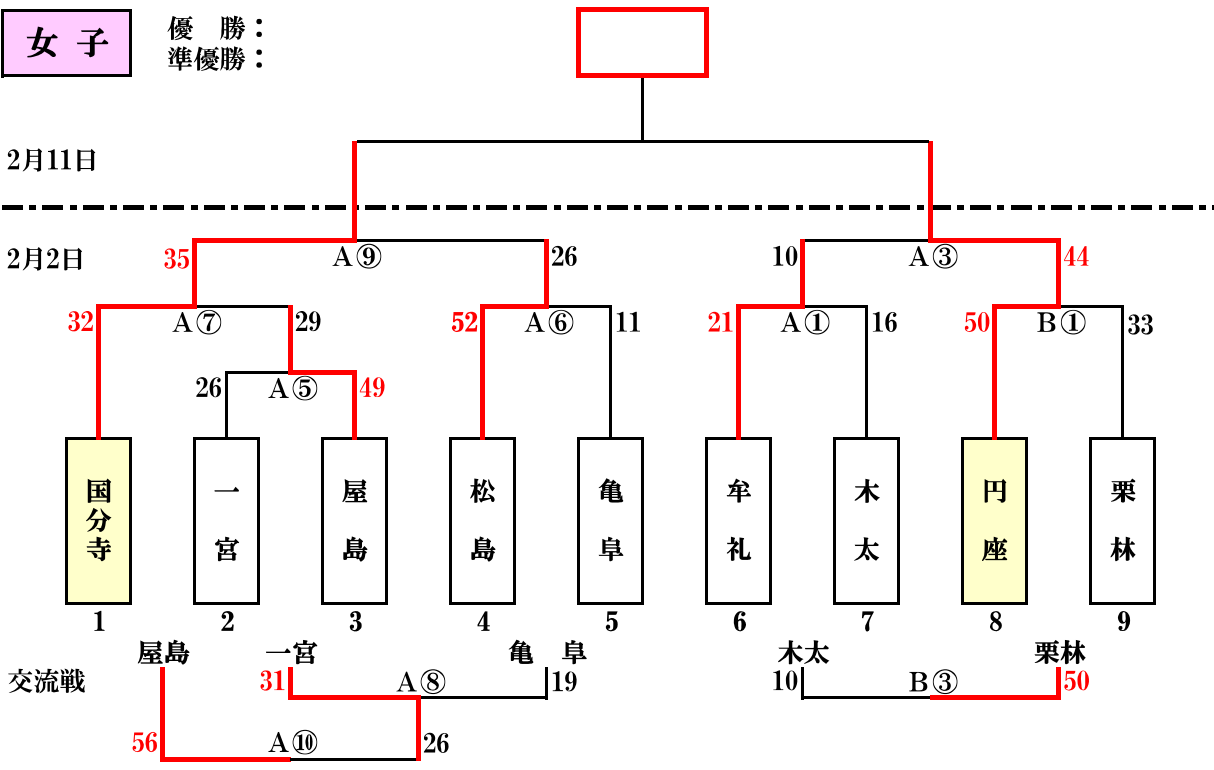 女 子
優　勝：
準優勝：
2月11日
2月2日
35 A⑨ 26
10 A③ 44
32 A⑦ 29
52 A⑥ 11
21 A① 16
50 B① 33
26 A⑤ 49
国分寺
一宮
屋島
松島
亀阜
牟礼
木太
円座
栗林
1 2 3 4 5 6 7 8 9
屋島 一宮 亀　阜 木太 栗林
交流戦
31 A⑧ 19
10 B③ 50
56 A⑩ 26